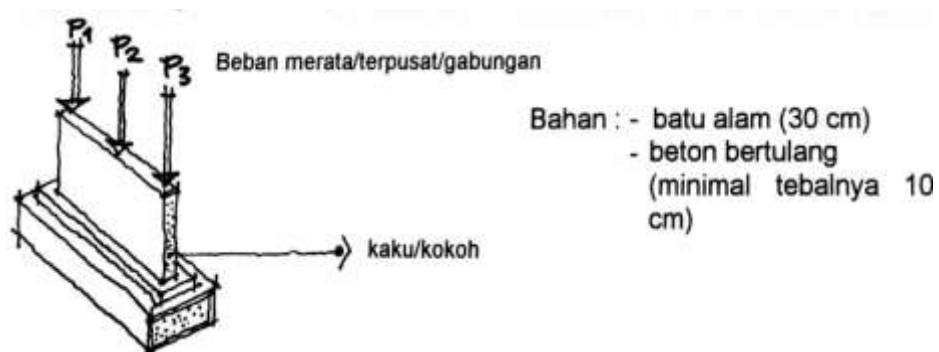 P1
P2
P3
Beban merata/terpusat/gabungan
Bahan : - batu alam (30 cm)
- beton bertulang
(minimal tebalnya 10
cm)
kaku/kokoh